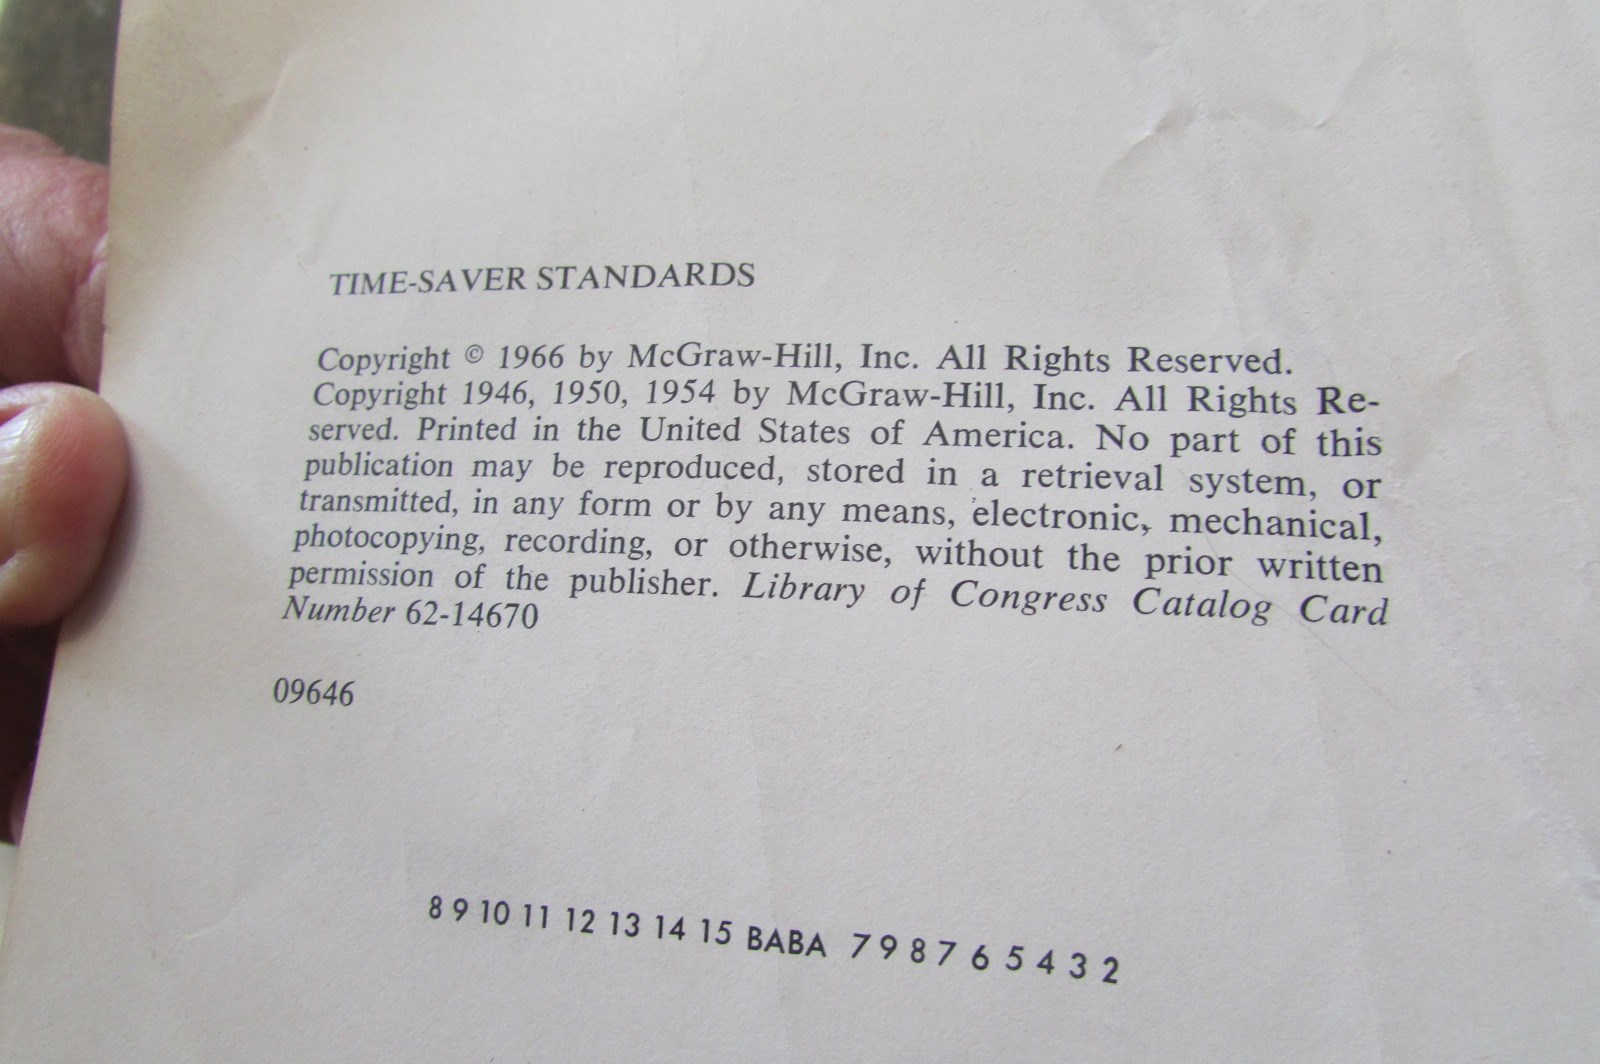 TIME-SAVER STANDARDS
Copyright © 1966 by McGraw-Hill, Inc. All Rights Reserved.
Copyright 1946, 1950, 1954 by McGraw-Hill, Inc. All Rights Re-
served. Printed in the United States of America. No part of this
publication may be reproduced, stored in a retrieval system, or
transmitted, in any form or by any means, electronic, mechanical,
photocopying, recording, or otherwise, without the prior written
permission of the publisher. Library of Congress Catalog Card
Number 62-14670
09646
8 9 10 11 12 13 14 15 BABA 7 9 8 7 6 5 4 3 2